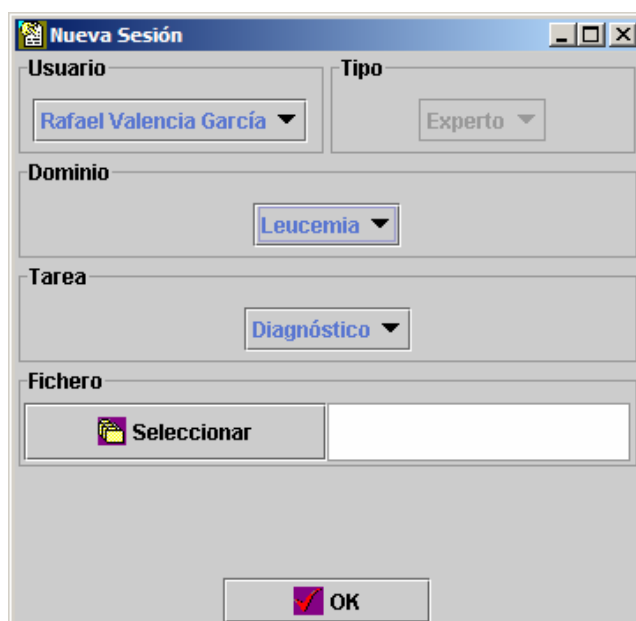 Nueva Sesión
Usuario
Tipo
Rafael Valencia García
Experto
Dominio
Leucemia
Tarea
Diagnóstico
Fichero
Seleccionar
OK